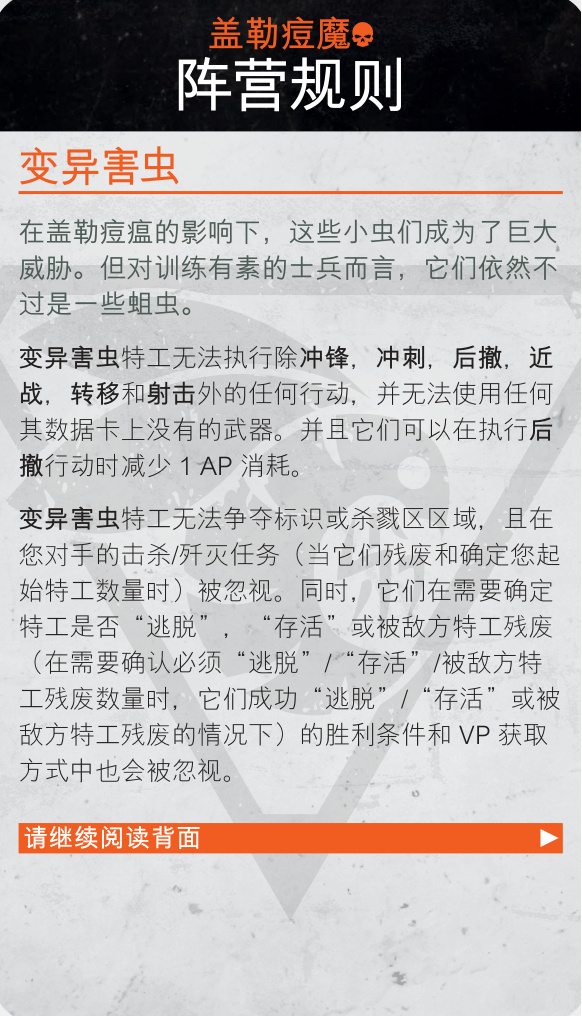 盖勒痘魔
阵营规则
变异害虫
在盖勒痘瘟的影响下，这些小虫们成为了巨大
威胁。但对训练有素的士兵而言，它们依然不
过是一些蛆虫。
变异害虫特工无法执行除冲锋，冲刺，后撤，近
战，转移和射击外的任何行动，并无法使用任何
其数据卡上没有的武器。并且它们可以在执行后
撤行动时减少 1 AP 消耗。
变异害虫特工无法争夺标识或杀戮区区域，且在
您对手的击杀/歼灭任务（当它们残废和确定您起
始特工数量时）被忽视。同时，它们在需要确定
特工是否“逃脱”，“存活”或被敌方特工残废
（在需要确认必须“逃脱”/“存活”/被敌方特
工残废数量时，它们成功“逃脱”/“存活”或被
敌方特工残废的情况下）的胜利条件和 VP 获取
方式中也会被忽视。
请继续阅读背面